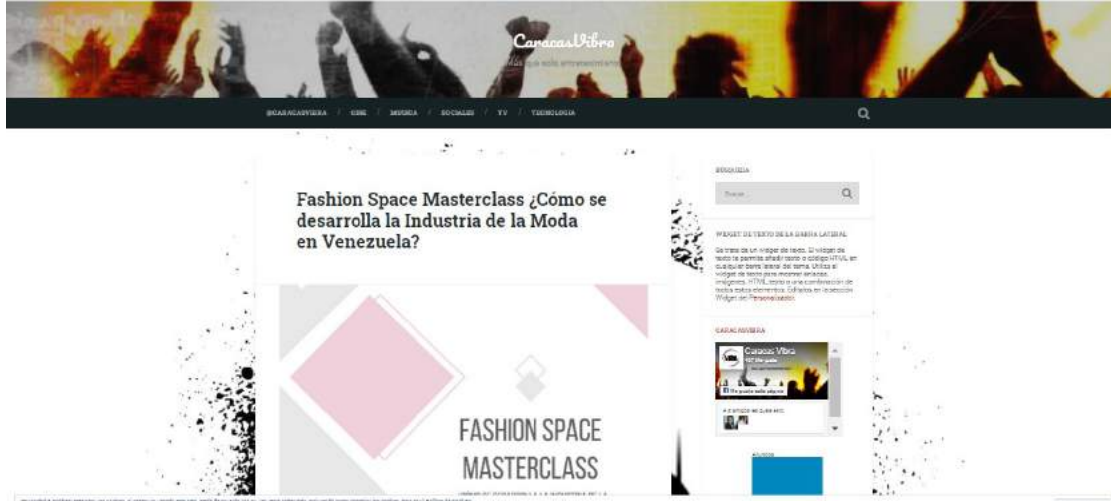 CaracasVibra
Más que solo entretenimiento
@CARACASVIBRA / CINE / MUSICA / SOCIALES / TV / TECNOLOGIA
Fashion Space Masterclass ¿Cómo se
desarrolla la Industria de la Moda
en Venezuela?
FASHION SPACE
MASTERCLASS
BÚSQUEDA
Buscar...
WIDGET DE TEXTO DE LA BARRA LATERAL
Se trata de un widget de texto. El widget de
texto te permite añadir texto o código HTML en
cualquier barra lateral del tema. Utiliza el
widget de texto para mostrar enlaces,
imágenes, HTML, texto o una combinación de
todos estos elementos. Edítalos en la sección
Widget del Personalizador.
CARACASVIBRA
Caracas Vibra
Me gusta esta página